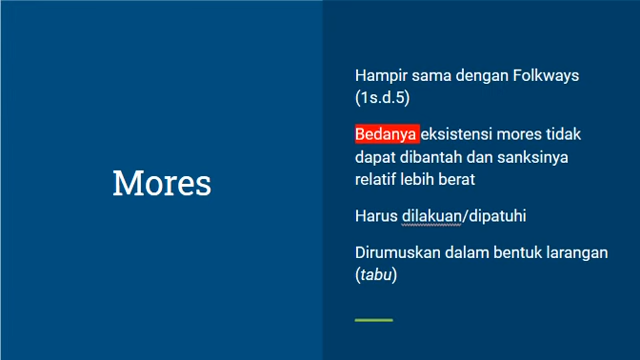 Mores
Hampir sama dengan Folkways
(1s.d.5)
Bedanya eksistensi mores tidak
dapat dibantah dan sanksinya
relatif lebih berat
Harus dilakuan/dipatuhi
Dirumuskan dalam bentuk larangan
(tabu)